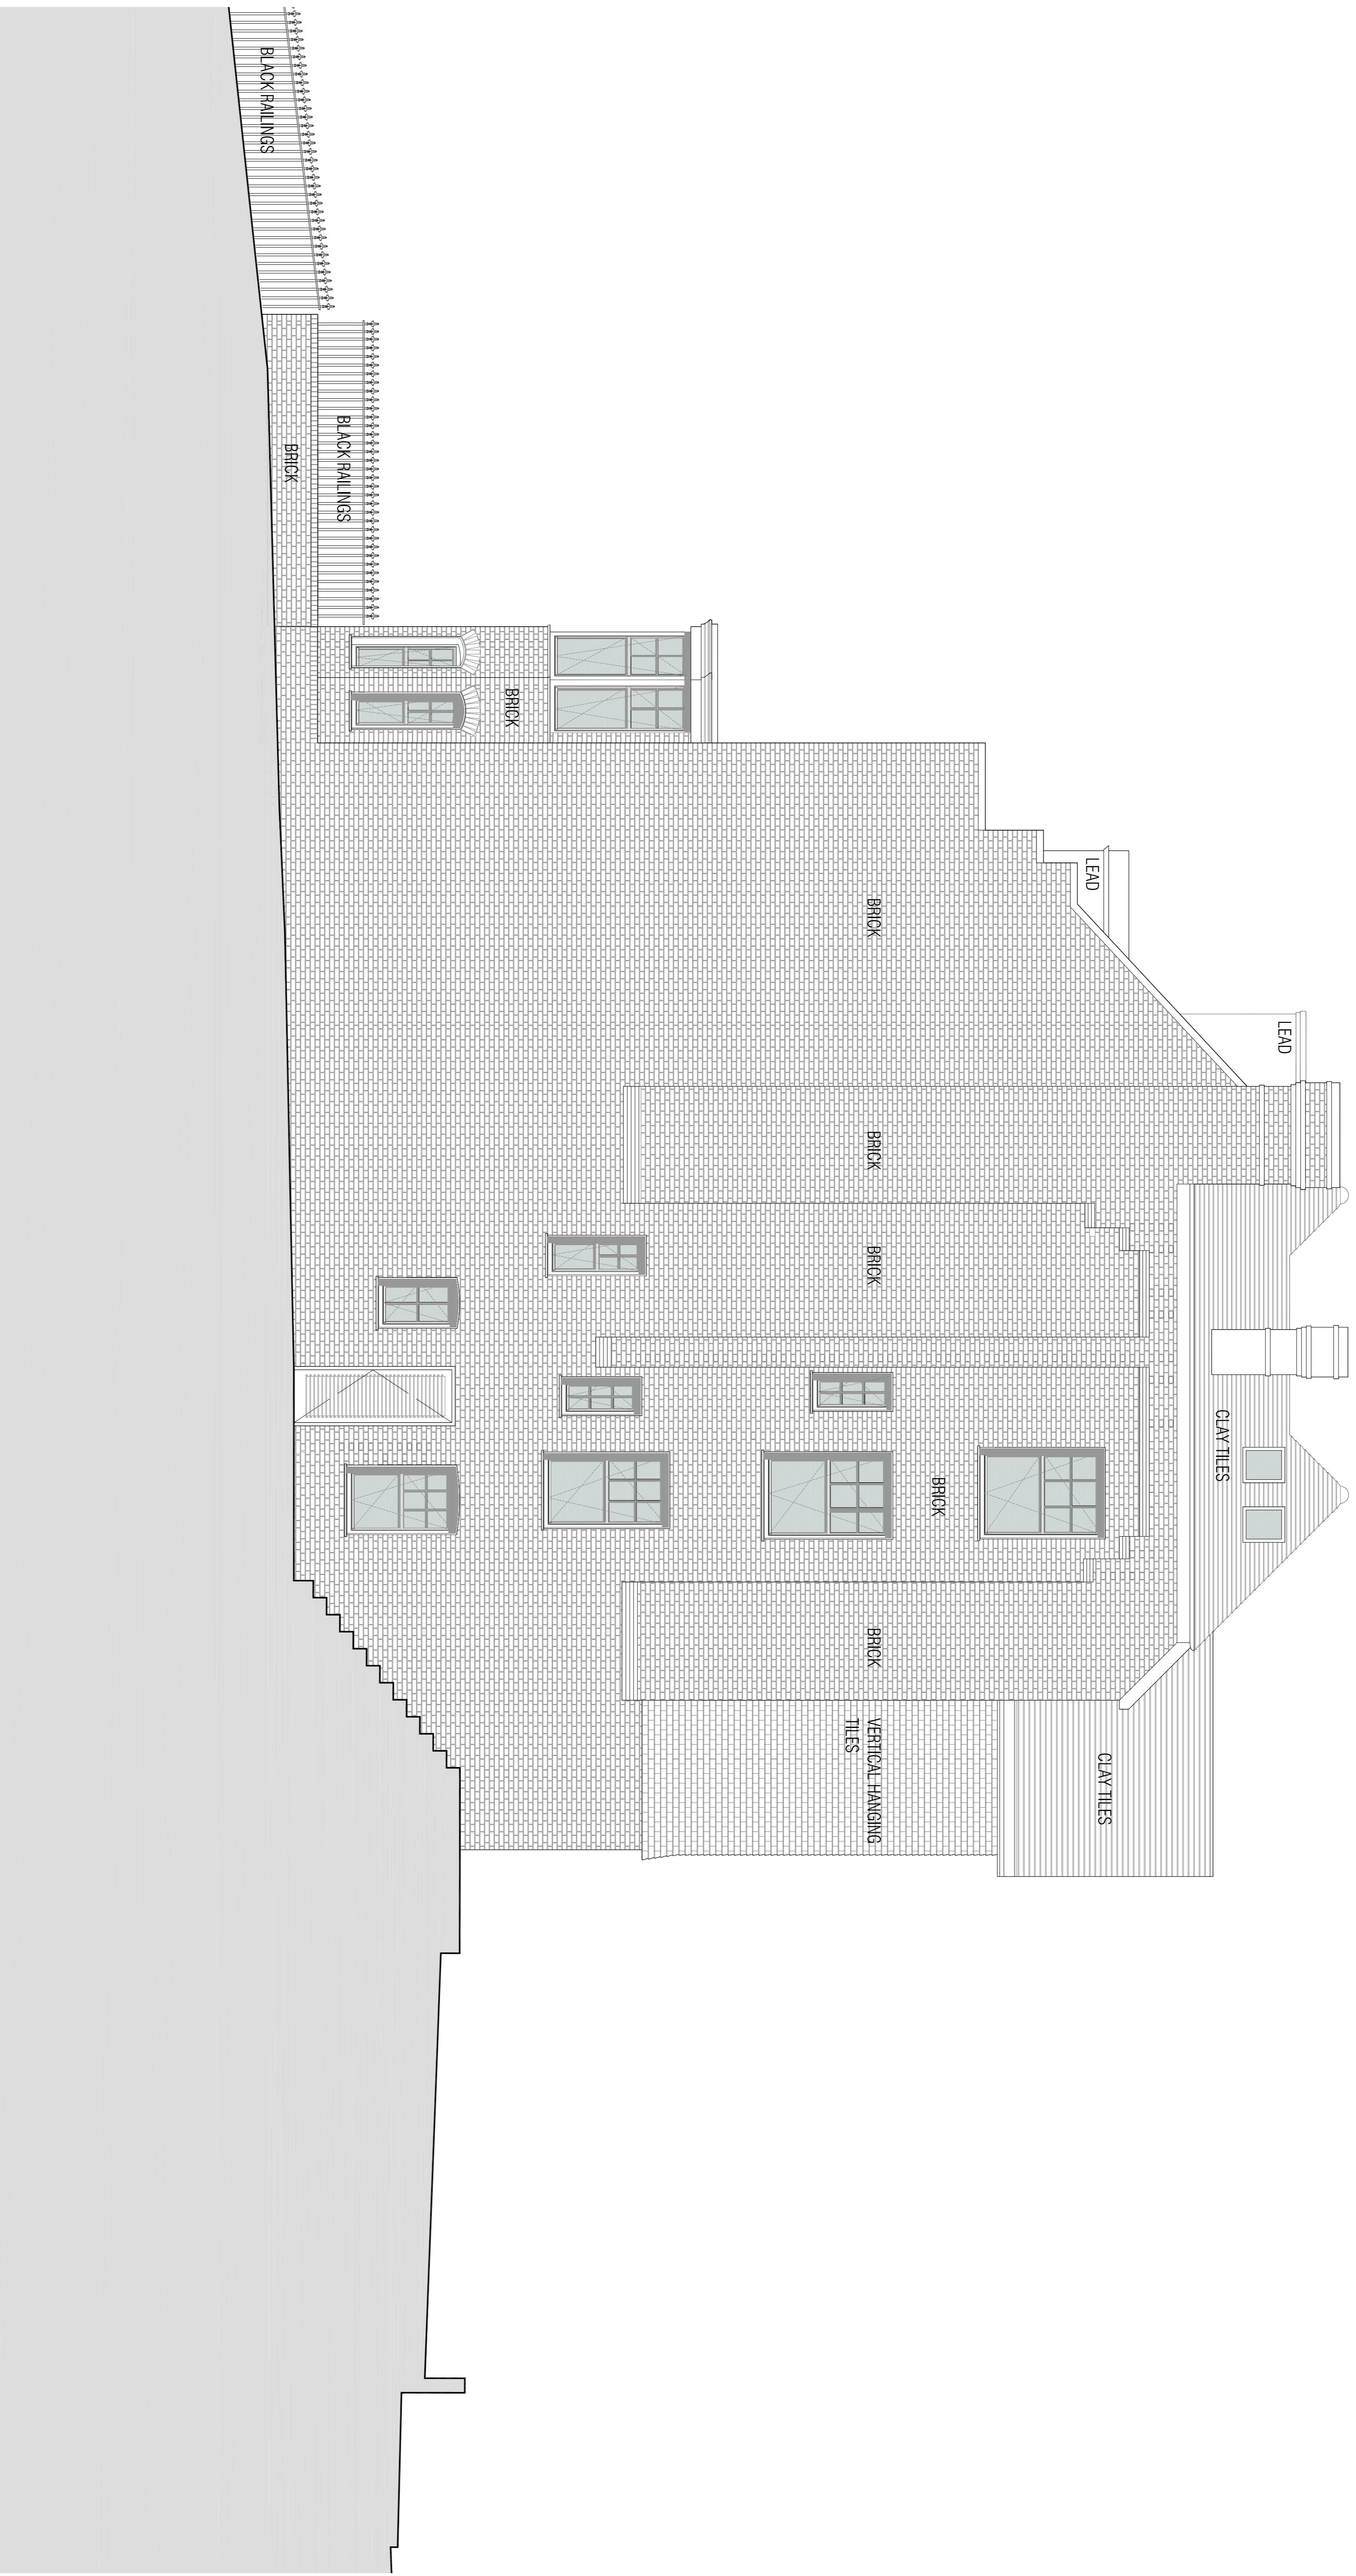 LEAD
LEAD
CLAY TILES
CLAY TILES
BRICK
BRICK
BRICK
BRICK
BRICK
VERTICAL HANGING
TILES
BRICK
BLACK RAILINGS
BLACK RAILINGS
BRICK